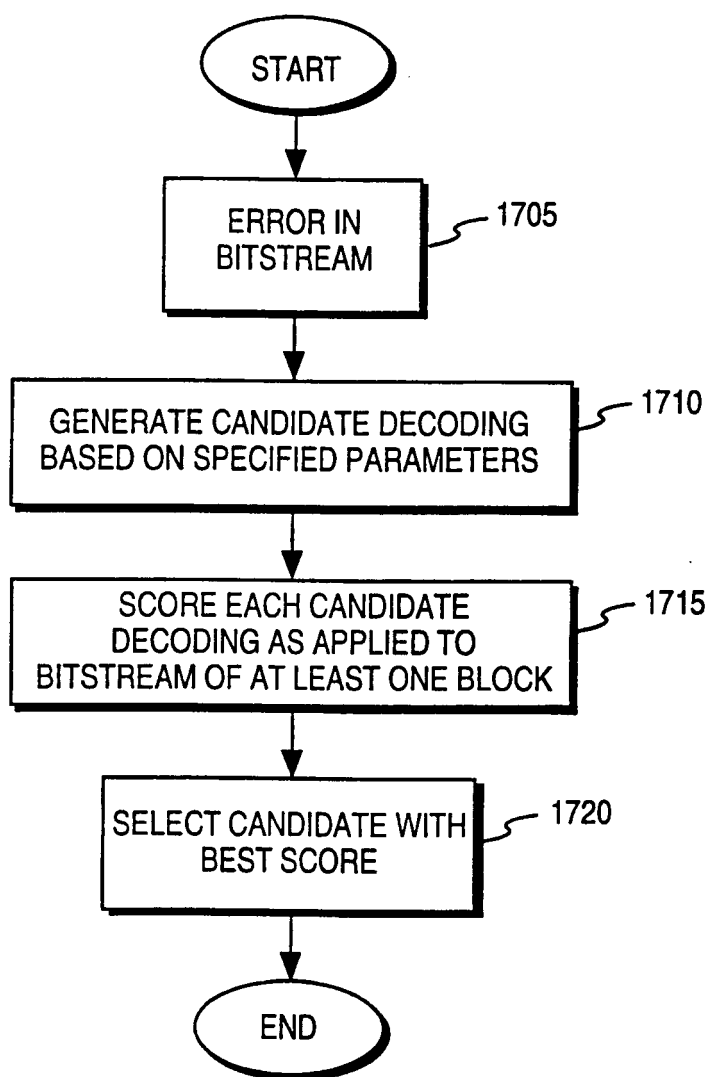 START
ERROR IN
BITSTREAM
1705
GENERATE CANDIDATE DECODING
BASED ON SPECIFIED PARAMETERS
1710
SCORE EACH CANDIDATE
DECODING AS APPLIED TO
BITSTREAM OF AT LEAST ONE BLOCK
1715
SELECT CANDIDATE WITH
BEST SCORE
1720
END